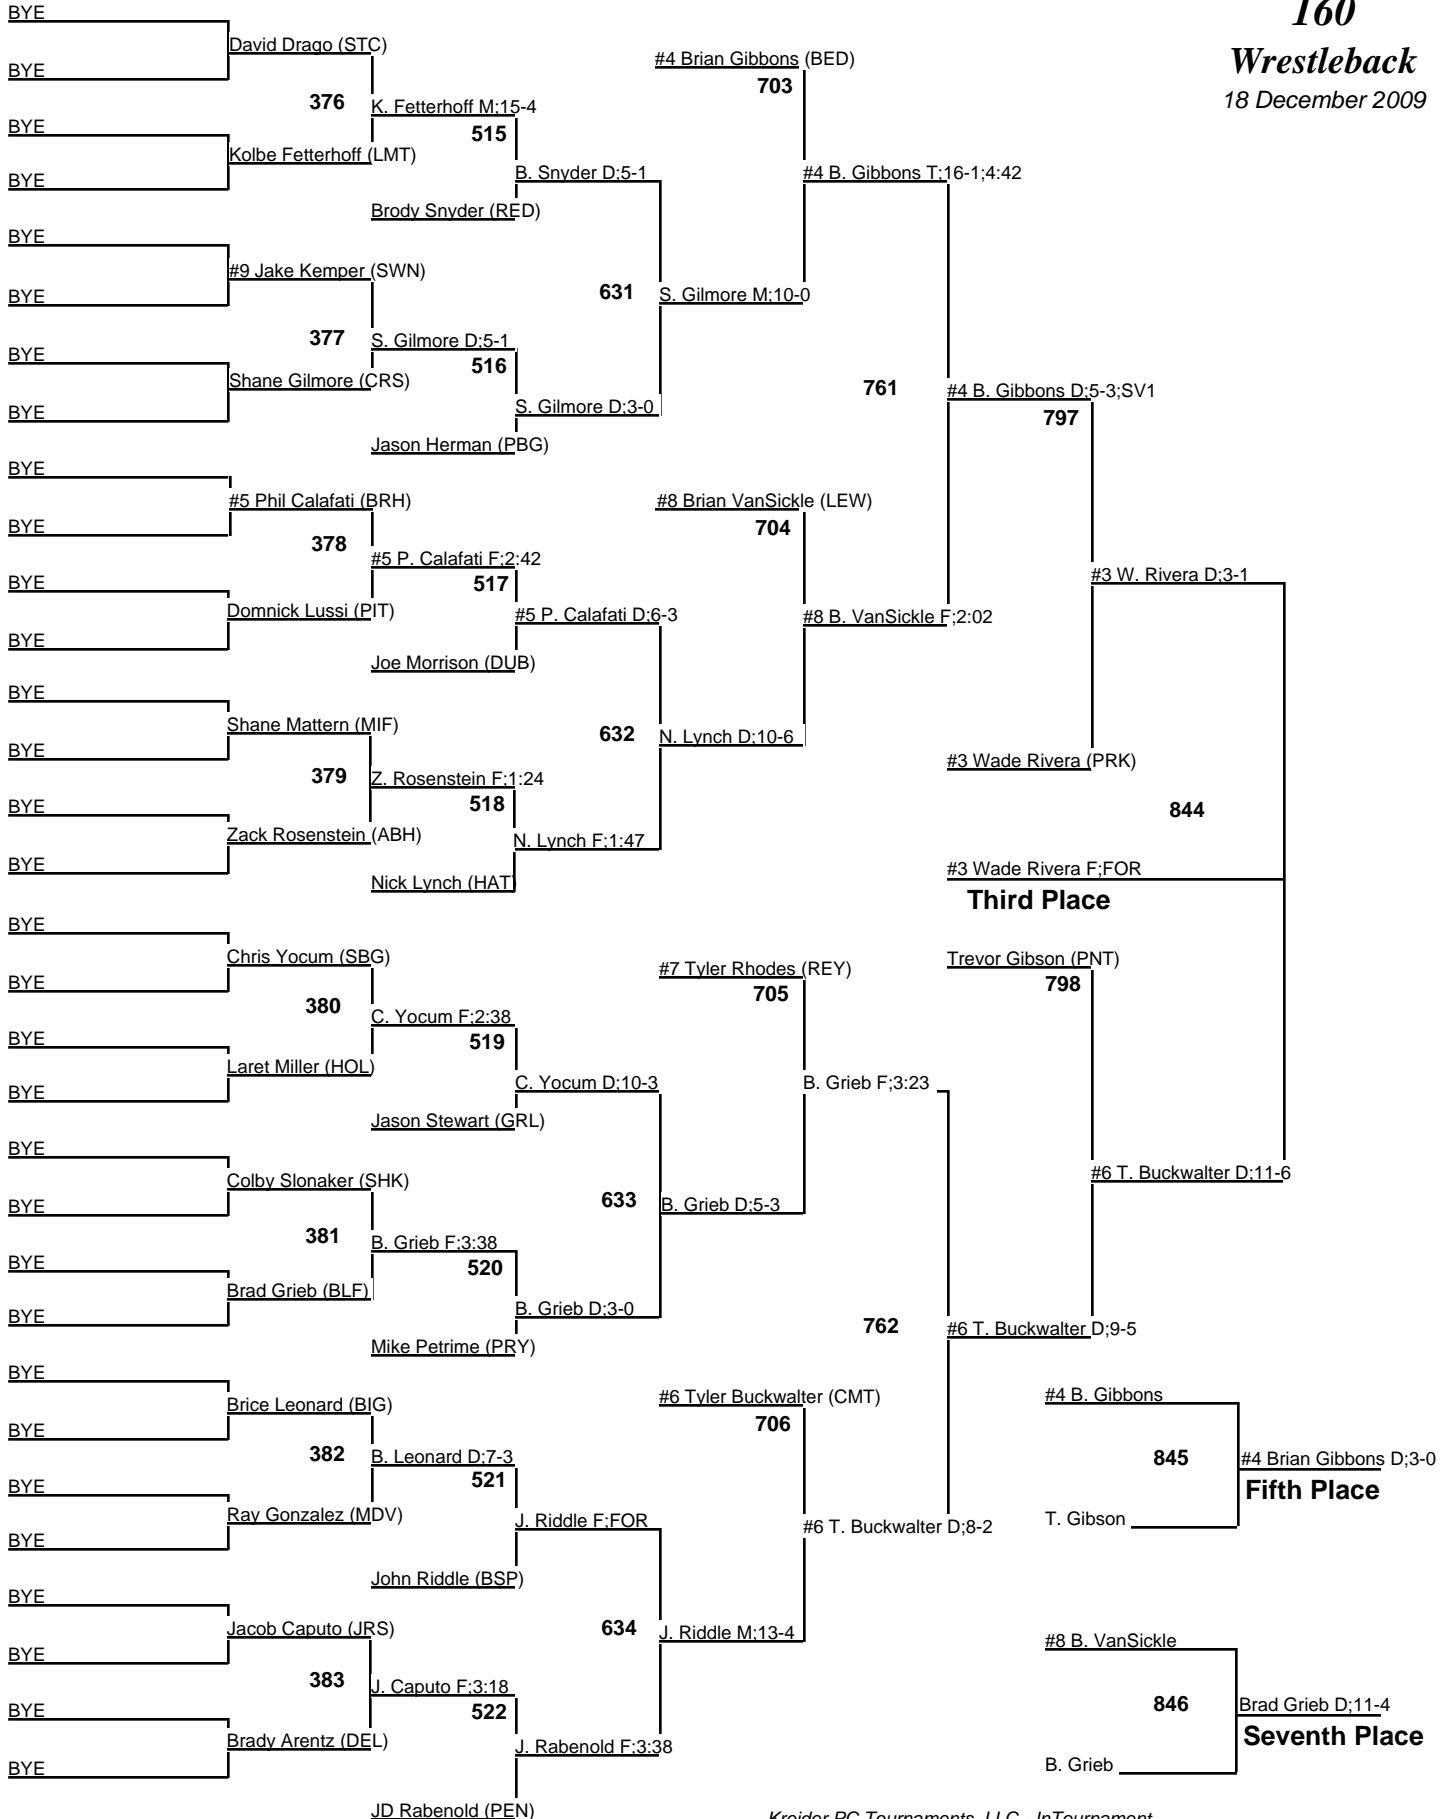 160
Wrestleback
18 December 2009
BYE
David Drago (STC)
BYE
376
K. Fetterhoff M;15-4
515
BYE
Kolbe Fetterhoff (LMT)
BYE
B. Snyder D;5-1
Brody Snyder (RED)
#4 Brian Gibbons (BED)
703
#4 B. Gibbons T;16-1;4:42
BYE
#9 Jake Kemper (SWN)
BYE
631
S. Gilmore M;10-0
377
S. Gilmore D;5-1
516
BYE
Shane Gilmore (CRS)
BYE
S. Gilmore D;3-0
Jason Herman (PBG)
761
#4 B. Gibbons D;5-3;SV1
797
BYE
#5 Phil Calafati (BRH)
BYE
378
#5 P. Calafati F;2:42
517
BYE
Domnick Lussi (PIT)
BYE
#5 P. Calafati D;6-3
Joe Morrison (DUB)
#8 Brian VanSickle (LEW)
704
#8 B. VanSickle F;2:02
#3 W. Rivera D;3-1
BYE
Shane Mattern (MIF)
BYE
632
N. Lynch D;10-6
379
Z. Rosenstein F;1:24
518
BYE
Zack Rosenstein (ABH)
BYE
N. Lynch F;1:47
Nick Lynch (HAT)
#3 Wade Rivera (PRK)
844
#3 Wade Rivera F;FOR
Third Place
BYE
Chris Yocum (SBG)
BYE
380
C. Yocum F;2:38
519
BYE
Laret Miller (HOL)
BYE
C. Yocum D;10-3
Jason Stewart (GRL)
#7 Tyler Rhodes (REY)
705
B. Grieb F;3:23
Trevor Gibson (PNT)
798
BYE
Colby Slonaker (SHK)
BYE
633
B. Grieb D;5-3
#6 T. Buckwalter D;11-6
381
B. Grieb F;3:38
520
BYE
Brad Grieb (BLF)
BYE
B. Grieb D;3-0
Mike Petrime (PRY)
762
#6 T. Buckwalter D;9-5
BYE
Brice Leonard (BIG)
BYE
382
B. Leonard D;7-3
521
BYE
Ray Gonzalez (MDV)
BYE
J. Riddle F;FOR
John Riddle (BSP)
#6 Tyler Buckwalter (CMT)
706
#6 T. Buckwalter D;8-2
#4 B. Gibbons
845
#4 Brian Gibbons D;3-0
Fifth Place
T. Gibson
BYE
Jacob Caputo (JRS)
BYE
634
J. Riddle M;13-4
383
J. Caputo F;3:18
522
BYE
Brady Arentz (DEL)
BYE
J. Rabenold F;3:38
JD Rabenold (PEN)
#8 B. VanSickle
846
Brad Grieb D;11-4
Seventh Place
B. Grieb
Kreider PC Tournaments, LLC - InTournament